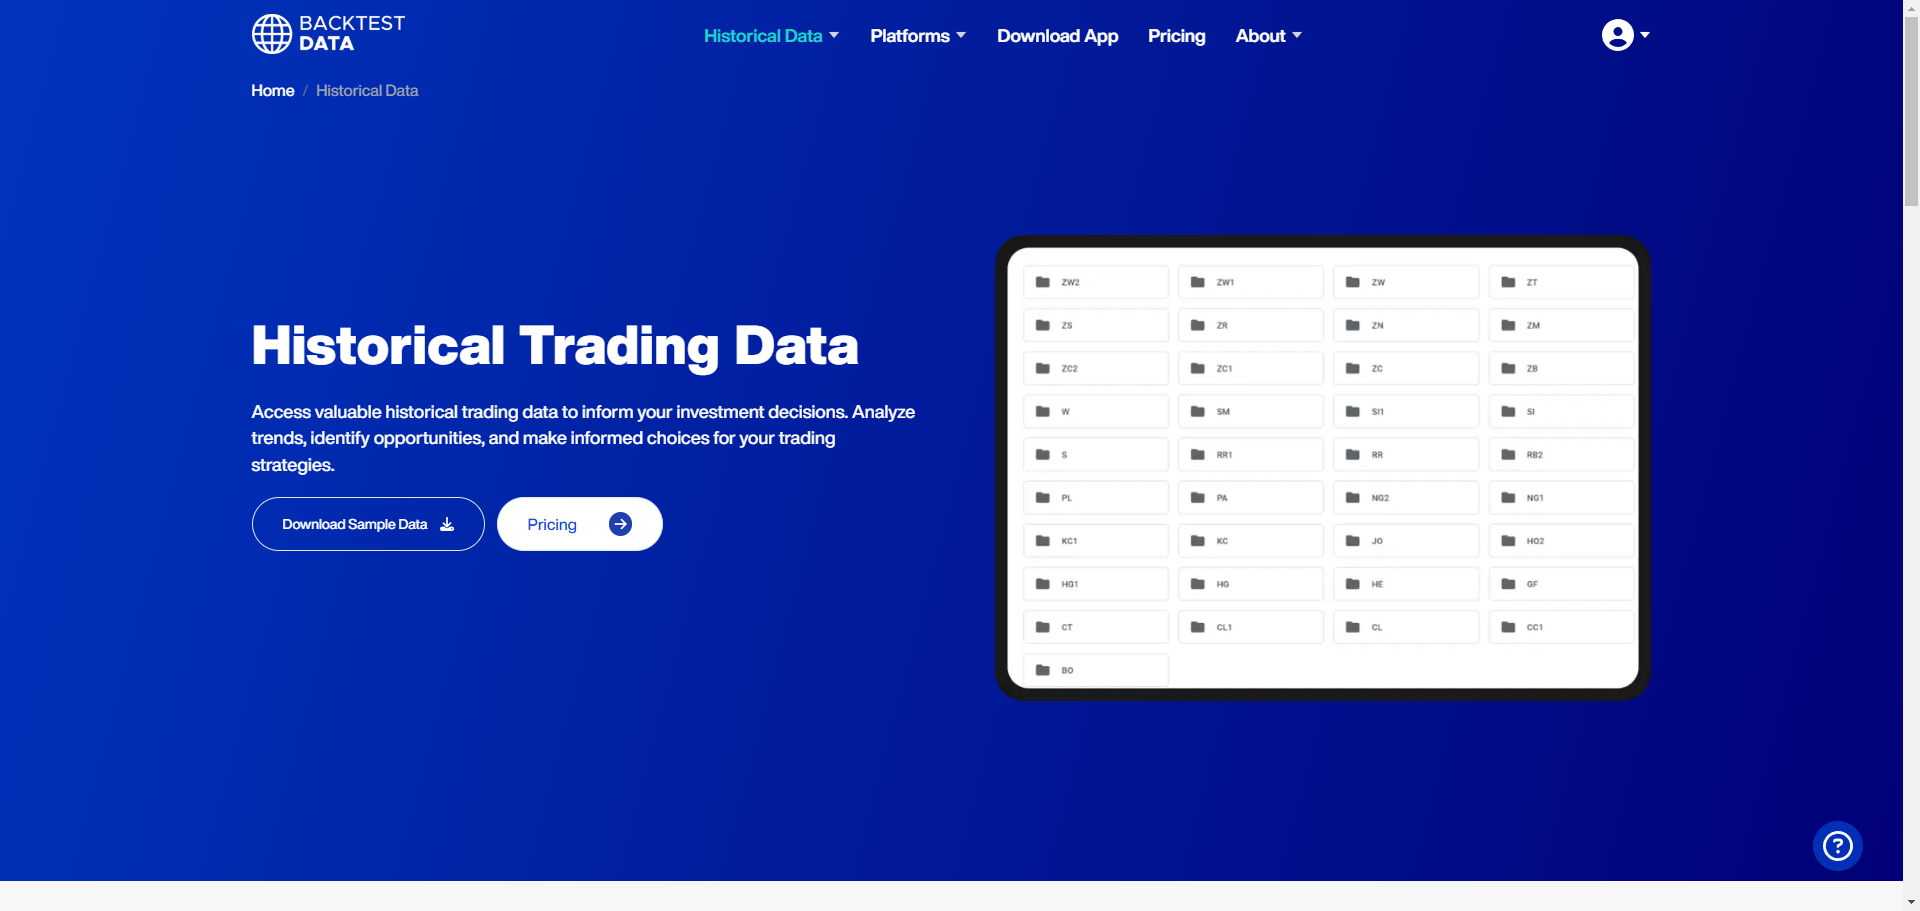 BACKTEST
DATA
Historical Data
Platforms
Download App
Pricing
About
Home / Historical Data
Historical Trading Data
Access valuable historical trading data to inform your investment decisions. Analyze
trends, identify opportunities, and make informed choices for your trading
strategies.
Download Sample Data
Pricing
ZW2 ZW1 ZW ZT
ZS ZR ZN ZM
ZC2 ZC1 ZC ZB
W SM SI1 SI
S RR1 RR RB2
PL PA NG2 NG1
KC1 KC JO HO2
HG1 HG HE GF
CT CL1 CL CC1
BO
?